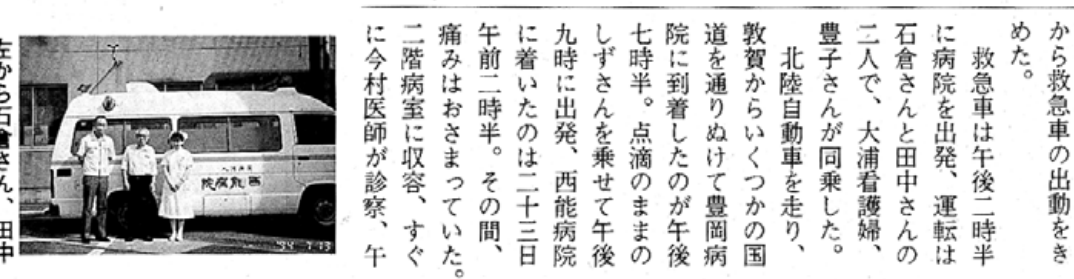 から救急車の出動をき
めた。
救急車は午後二時半
に病院を出発、運転は
石倉さんと田中さんの
二人で、大浦看護婦、
豊子さんが同乗した。
北陸自動車を走り、
敦賀からいくつかの国
道を通りぬけて豊岡病
院に到着したのが午後
七時半。点滴のままの
しずさんを乗せて午後
九時に出発、西能病院
に着いたのは二十三日
午前二時半。その間、
痛みはおさまっていた。
二階病室に収容、すぐ
に今村医師が診察、午
西能病院
'94 7 13
左から石倉さん、田中